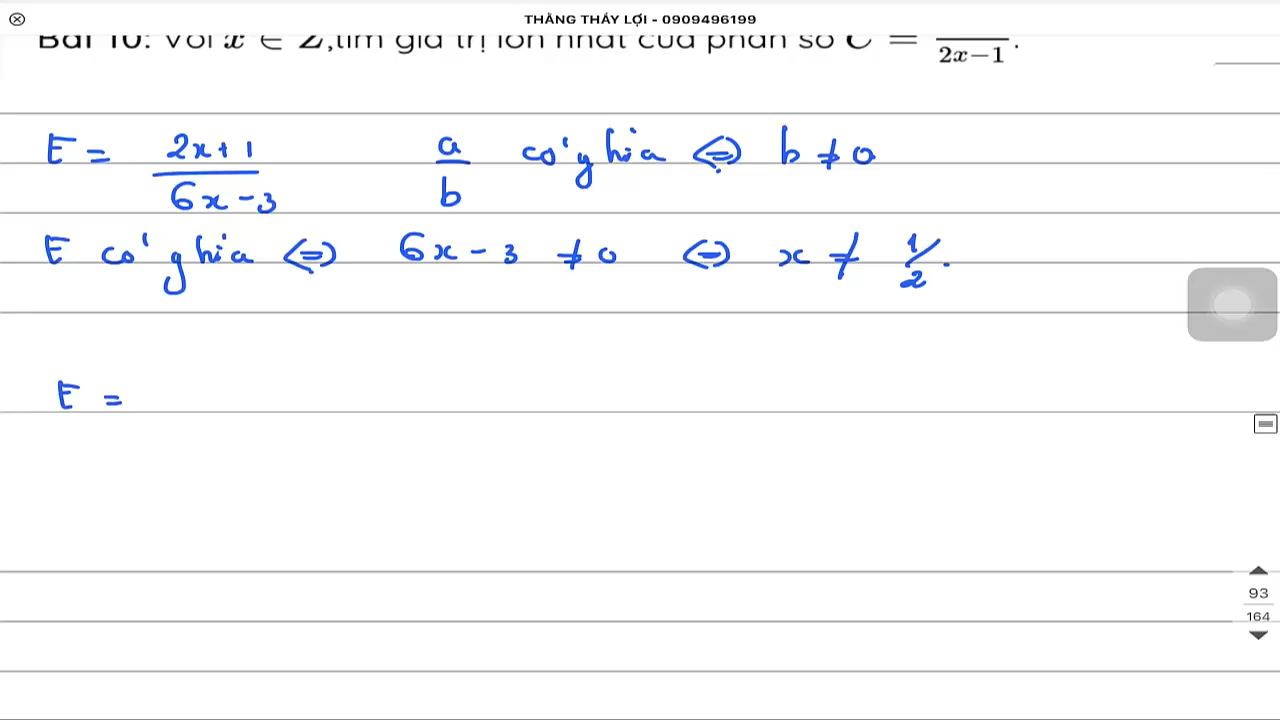 THẦNG THẦY LỢI - 0909496199
Bài 10: Với x ∈ Z,tìm giá trị lớn nhất của phân số C = /(2x−1).
E = (2x+1)/(6x-3) a/b có nghĩa ⇔ b ≠ 0
E có nghĩa ⇔ 6x - 3 ≠ 0 ⇔ x ≠ 1/2.
E =
93
164